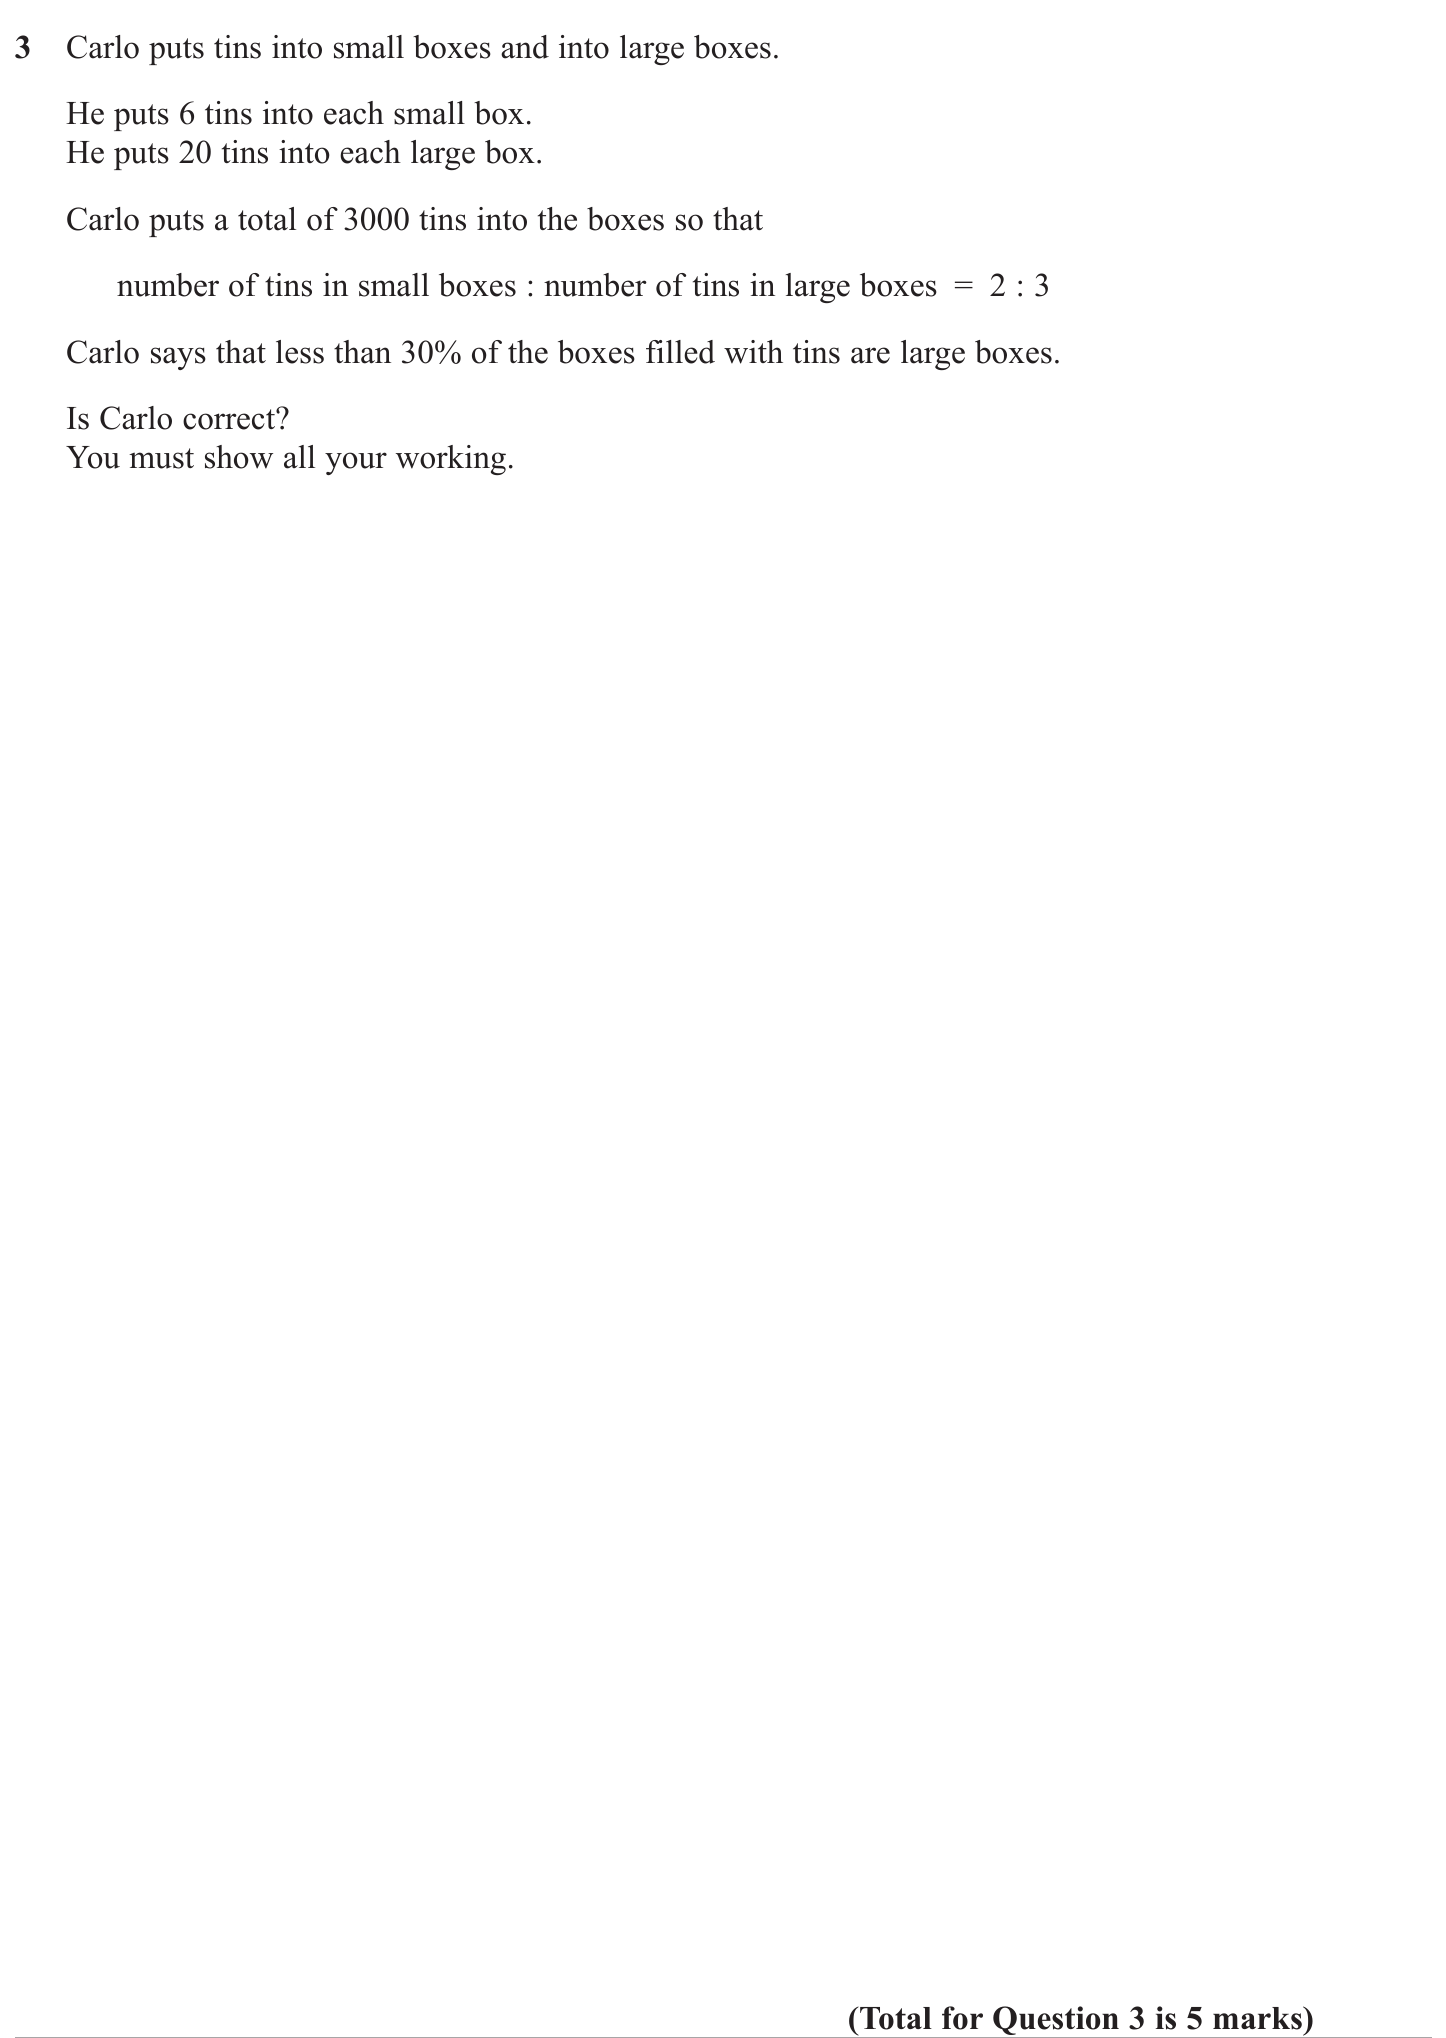 3 Carlo puts tins into small boxes and into large boxes.
He puts 6 tins into each small box.
He puts 20 tins into each large box.
Carlo puts a total of 3000 tins into the boxes so that
number of tins in small boxes : number of tins in large boxes = 2 : 3
Carlo says that less than 30% of the boxes filled with tins are large boxes.
Is Carlo correct?
You must show all your working.
(Total for Question 3 is 5 marks)